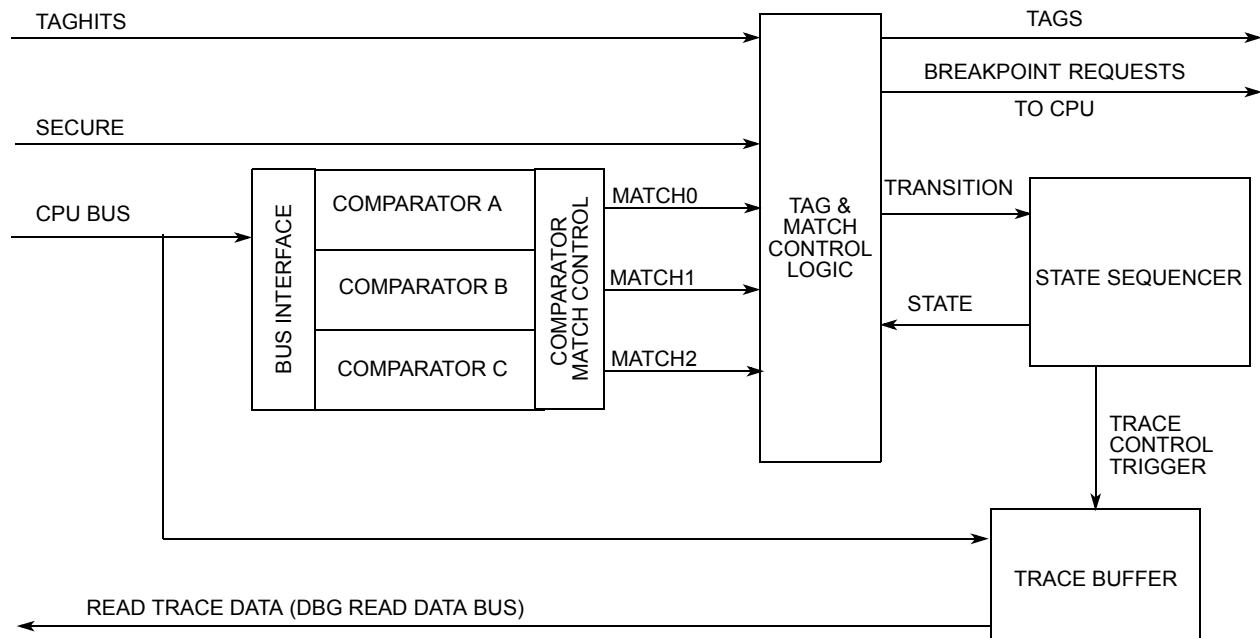 TAGHITS
TAGS
BREAKPOINT REQUESTS
TO CPU
SECURE
CPU BUS
BUS INTERFACE
COMPARATOR A
COMPARATOR B
COMPARATOR C
COMPARATOR
MATCH CONTROL
MATCH0
MATCH1
MATCH2
TAG &
MATCH
CONTROL
LOGIC
TRANSITION
STATE
STATE SEQUENCER
TRACE
CONTROL
TRIGGER
TRACE BUFFER
READ TRACE DATA (DBG READ DATA BUS)